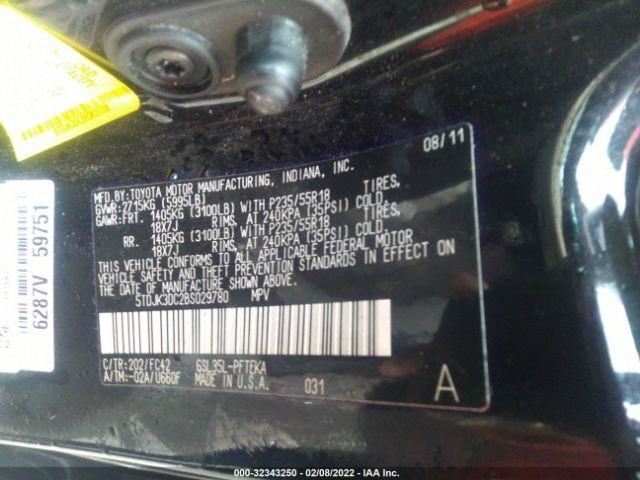 08/11
MFD.BY:TOYOTA MOTOR MANUFACTURING, INDIANA, INC.
GVWR:2715KG (5995LB)
GAWR:FRT. 1405KG (3100LB) WITH P235/55R18 TIRES,
18X7J RIMS, AT 240KPA (35PSI) COLD.
RR. 1405KG (3100LB) WITH P235/55R18 TIRES,
18X7J RIMS, AT 240KPA (35PSI) COLD.
THIS VEHICLE CONFORMS TO ALL APPLICABLE FEDERAL MOTOR
VEHICLE SAFETY AND THEFT PREVENTION STANDARDS IN EFFECT ON
THE DATE OF MANUFACTURE SHOWN ABOVE.
5TDJK3DC2BS029780 MPV
C/TR:202/FC42 GSL35L-PFTEKA
A/TM:-02A/U660F MADE IN U.S.A. 031
A
6287V 59751
000-32343250 - 02/08/2022 - IAA Inc.